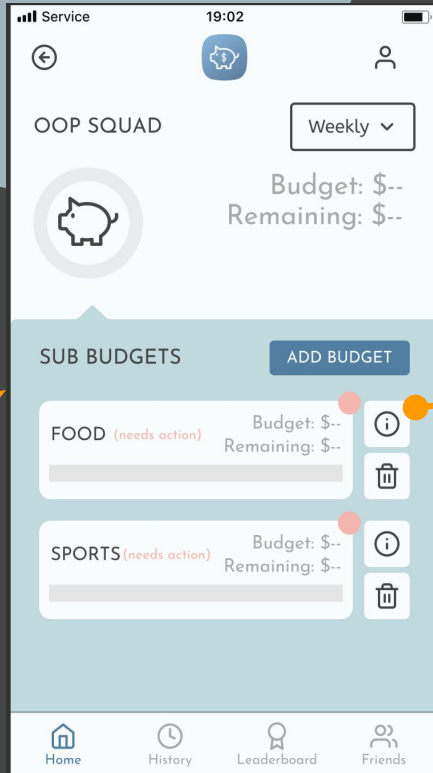 Service 19:02
OOP SQUAD
Weekly
Budget: $--
Remaining: $--
SUB BUDGETS
ADD BUDGET
FOOD (needs action)
Budget: $--
Remaining: $--
SPORTS (needs action)
Budget: $--
Remaining: $--
Home History Leaderboard Friends